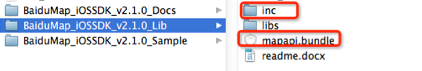 BaiduMap_iOSSDK_v2.1.0_Docs
BaiduMap_iOSSDK_v2.1.0_Lib
BaiduMap_iOSSDK_v2.1.0_Sample
inc
libs
mapapi.bundle
readme.docx